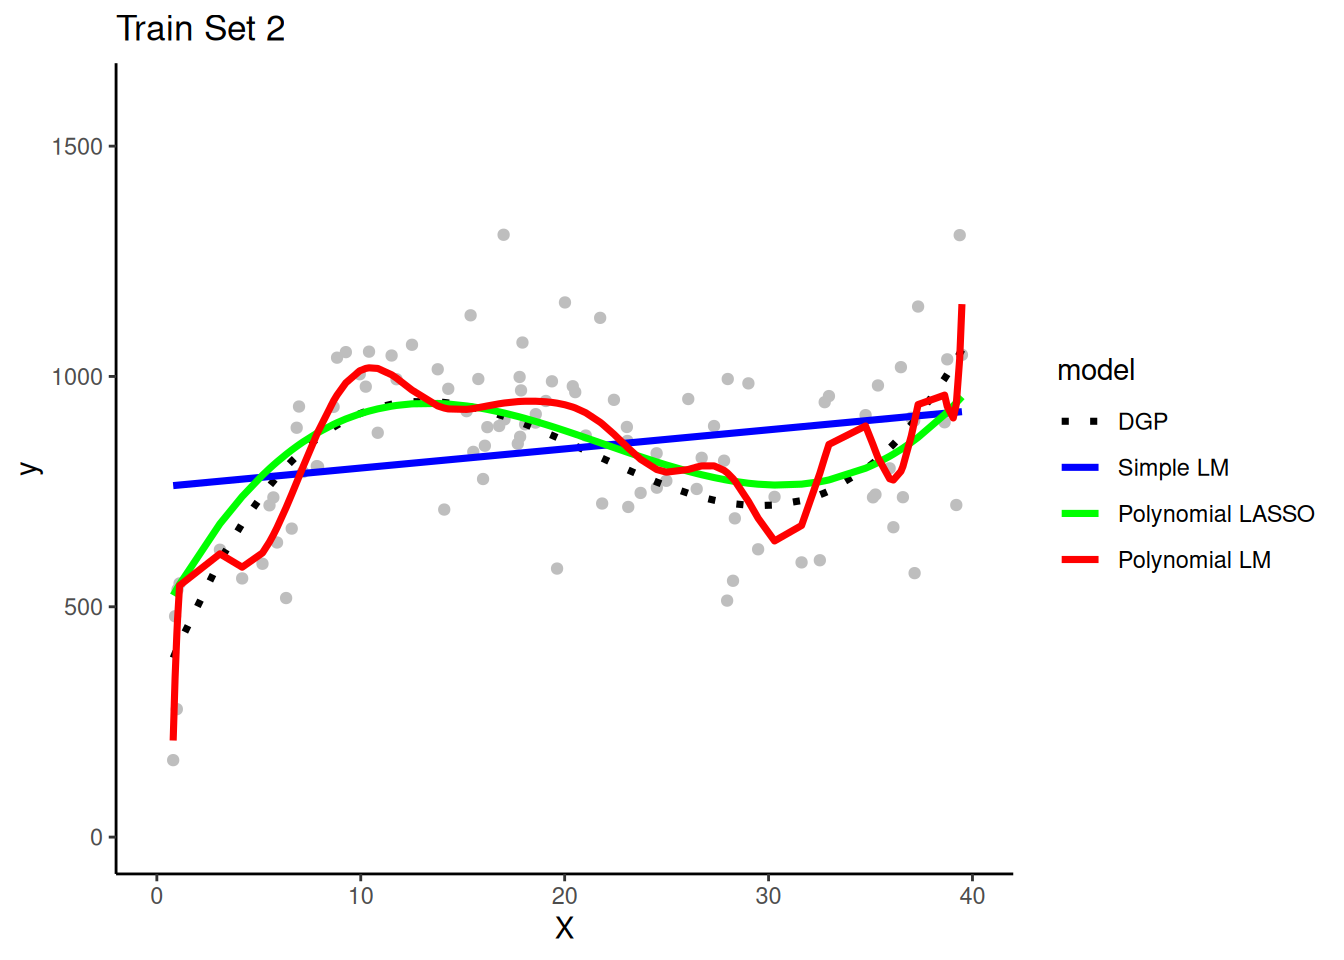 Train Set 2
1500
1000
500
0
y
0 10 20 30 40
X
model
DGP
Simple LM
Polynomial LASSO
Polynomial LM